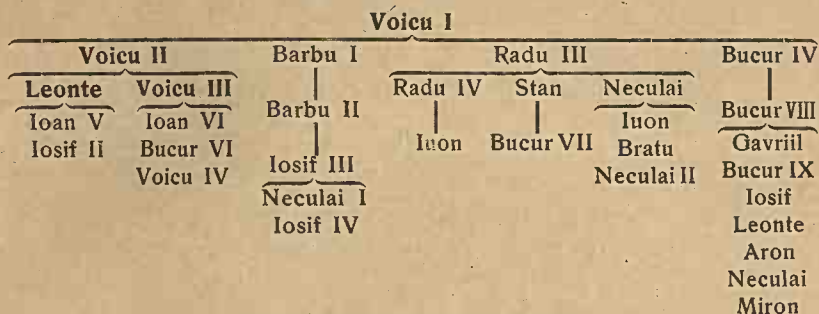 Voicu I
Voicu II Barbu I Radu III Bucur IV
Leonte Voicu III Radu IV Stan Neculai
Barbu II Bucur VIII
Ioan V Ioan VI Iuon Gavriil
Iosif II Bucur VI Iuon Bucur VII Bratu Bucur IX
Voicu IV Iosif III Neculai II Iosif
Neculai I Leonte
Iosif IV Aron
Neculai
Miron